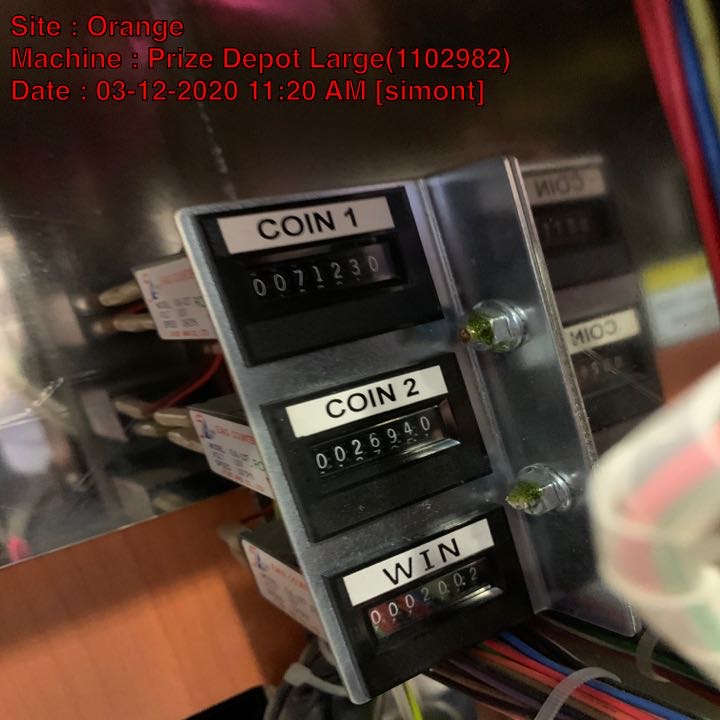 Site : Orange
Machine : Prize Depot Large(1102982)
Date : 03-12-2020 11:20 AM [simont]
COIN 1
0071230
COIN 2
0026940
WIN
0002002